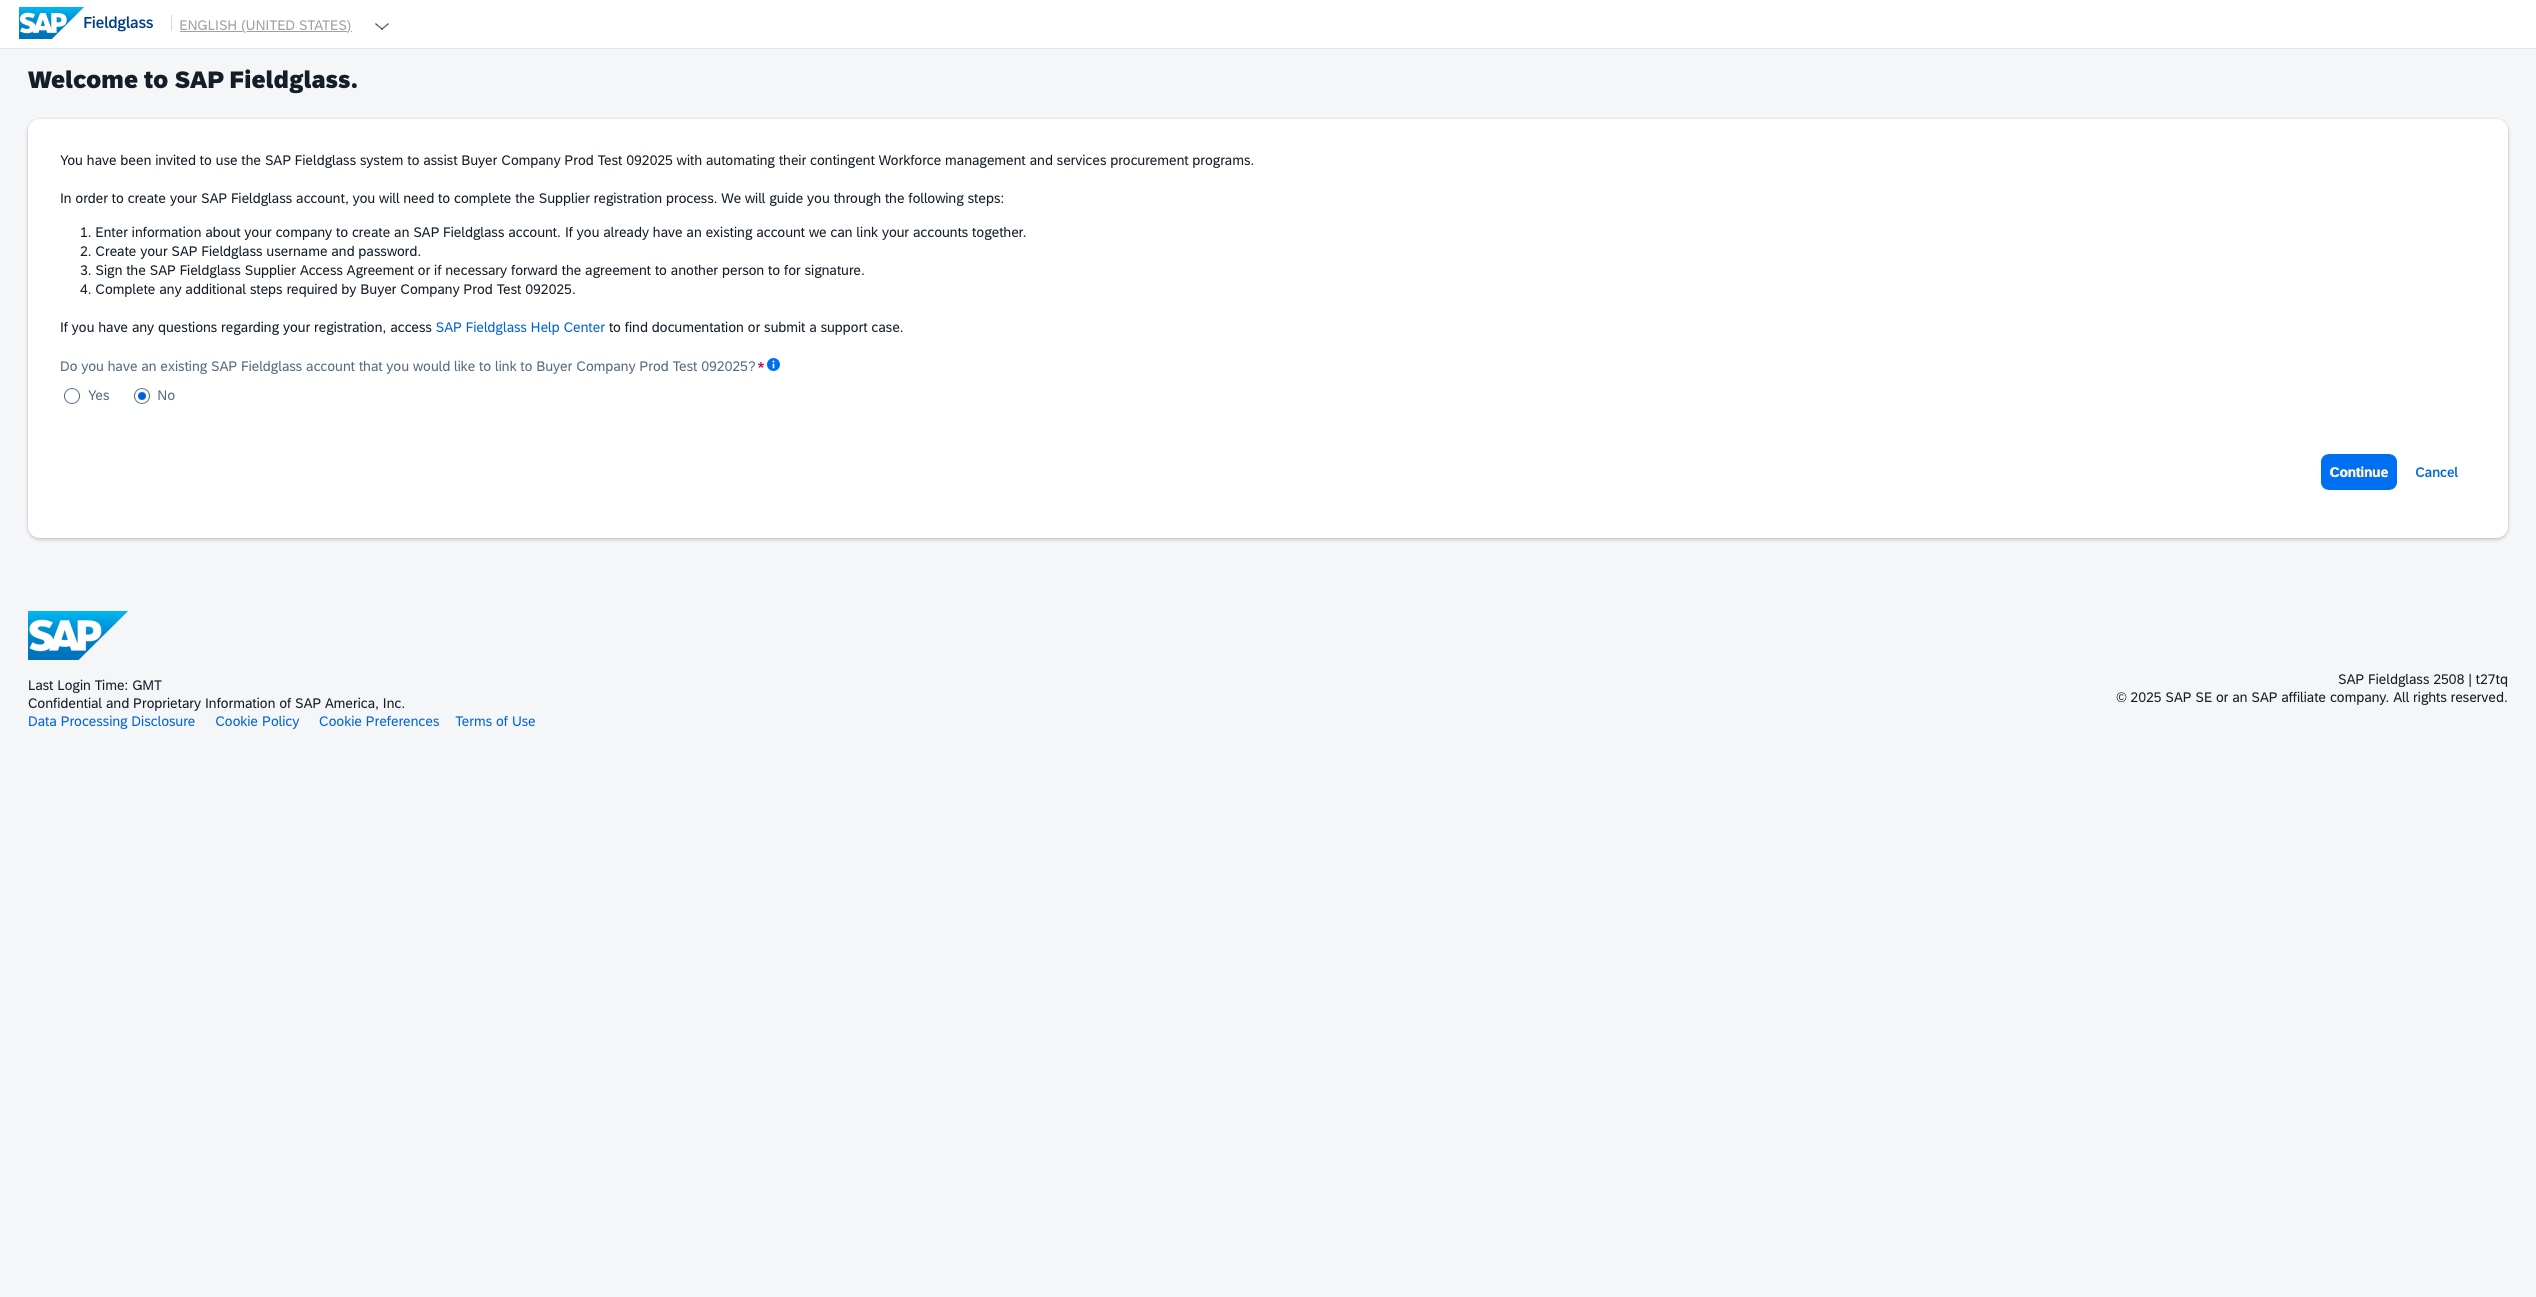 SAP Fieldglass ENGLISH (UNITED STATES)
Welcome to SAP Fieldglass.
You have been invited to use the SAP Fieldglass system to assist Buyer Company Prod Test 092025 with automating their contingent Workforce management and services procurement programs.
In order to create your SAP Fieldglass account, you will need to complete the Supplier registration process. We will guide you through the following steps:
1. Enter information about your company to create an SAP Fieldglass account. If you already have an existing account we can link your accounts together.
2. Create your SAP Fieldglass username and password.
3. Sign the SAP Fieldglass Supplier Access Agreement or if necessary forward the agreement to another person to for signature.
4. Complete any additional steps required by Buyer Company Prod Test 092025.
If you have any questions regarding your registration, access SAP Fieldglass Help Center to find documentation or submit a support case.
Do you have an existing SAP Fieldglass account that you would like to link to Buyer Company Prod Test 092025?*
Yes No
Continue Cancel
SAP
Last Login Time: GMT
Confidential and Proprietary Information of SAP America, Inc.
Data Processing Disclosure Cookie Policy Cookie Preferences Terms of Use
SAP Fieldglass 2508 | t27tq
© 2025 SAP SE or an SAP affiliate company. All rights reserved.